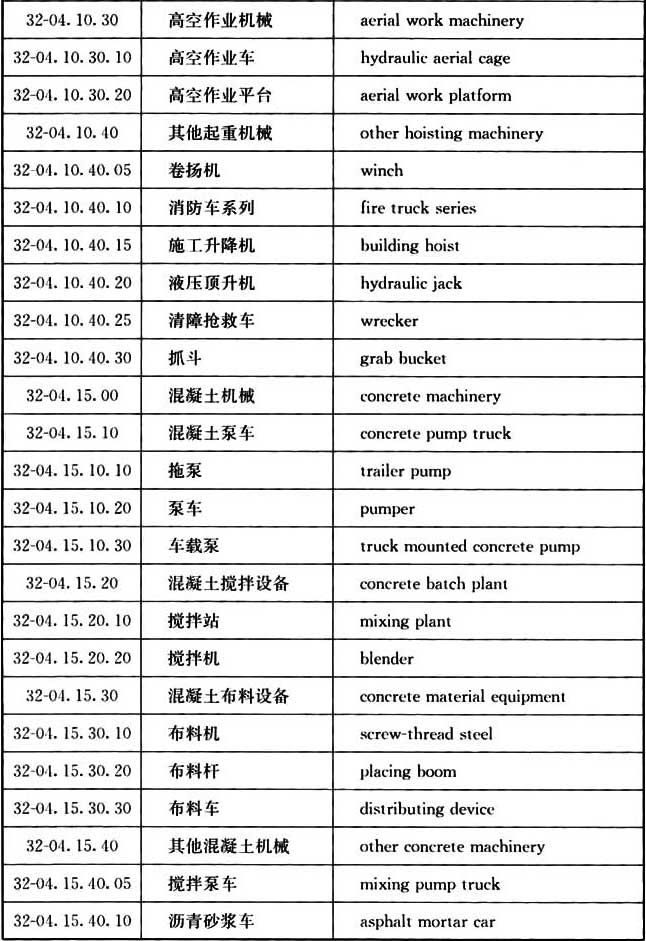 32-04. 10. 30 高空作业机械 aerial work machinery
32-04. 10. 30. 10 高空作业车 hydraulic aerial cage
32-04. 10. 30. 20 高空作业平台 aerial work platform
32-04. 10. 40 其他起重机械 other hoisting machinery
32-04. 10. 40. 05 卷扬机 winch
32-04. 10. 40. 10 消防车系列 fire truck series
32-04. 10. 40. 15 施工升降机 building hoist
32-04. 10. 40. 20 液压顶升机 hydraulic jack
32-04. 10. 40. 25 清障抢救车 wrecker
32-04. 10. 40. 30 抓斗 grab bucket
32-04. 15. 00 混凝土机械 concrete machinery
32-04. 15. 10 混凝土泵车 concrete pump truck
32-04. 15. 10. 10 拖泵 trailer pump
32-04. 15. 10. 20 泵车 pumper
32-04. 15. 10. 30 车载泵 truck mounted concrete pump
32-04. 15. 20 混凝土搅拌设备 concrete batch plant
32-04. 15. 20. 10 搅拌站 mixing plant
32-04. 15. 20. 20 搅拌机 blender
32-04. 15. 30 混凝土布料设备 concrete material equipment
32-04. 15. 30. 10 布料机 screw-thread steel
32-04. 15. 30. 20 布料杆 placing boom
32-04. 15. 30. 30 布料车 distributing device
32-04. 15. 40 其他混凝土机械 other concrete machinery
32-04. 15. 40. 05 搅拌泵车 mixing pump truck
32-04. 15. 40. 10 沥青砂浆车 asphalt mortar car